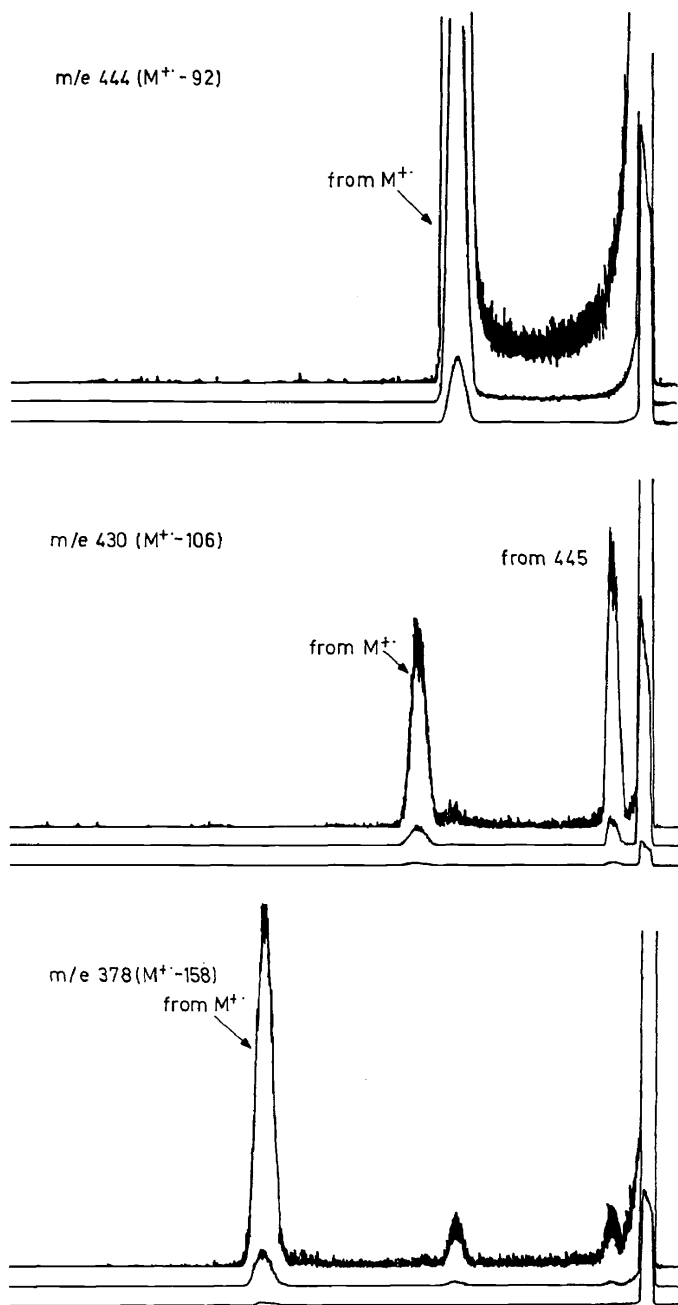 m/e 444 (M⁺· - 92)
from M⁺·
m/e 430 (M⁺·-106)
from 445
from M⁺·
m/e 378 (M⁺·-158)
from M⁺·